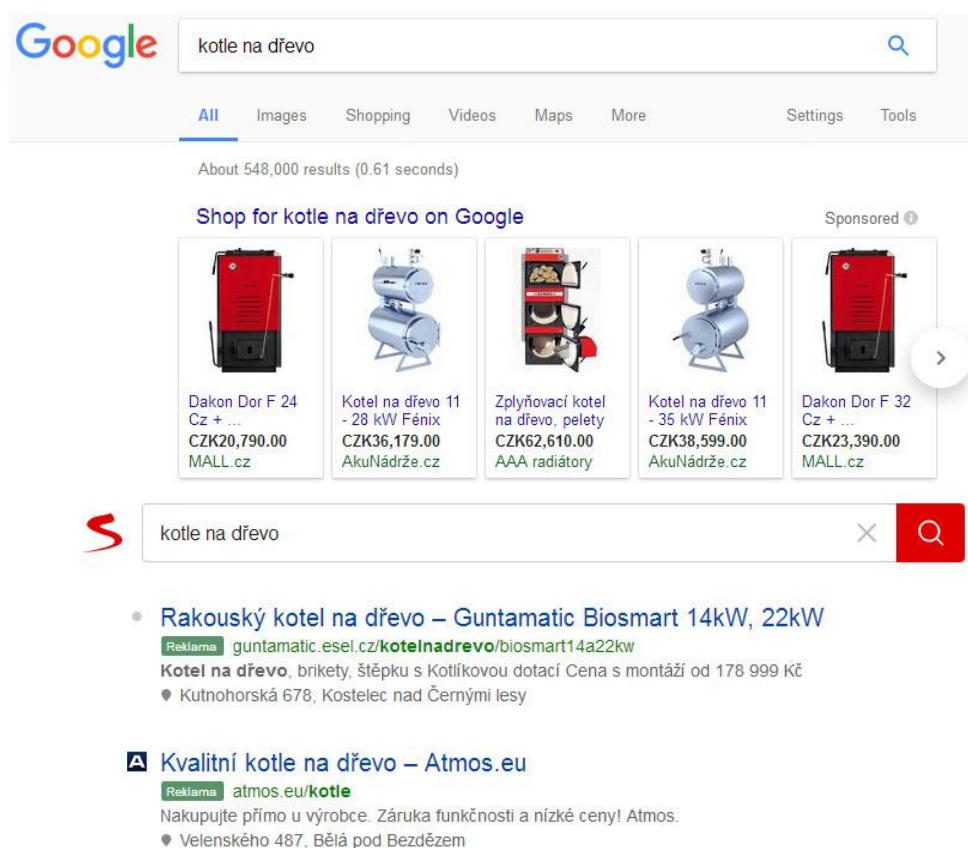 Google
kotle na dřevo
All Images Shopping Videos Maps More Settings Tools
About 548,000 results (0.61 seconds)
Shop for kotle na dřevo on Google
Sponsored
Dakon Dor F 24
Cz + ...
CZK20,790.00
MALL.cz
Kotel na dřevo 11
- 28 kW Fénix
CZK36,179.00
AkuNádrže.cz
Zplyňovací kotel
na dřevo, pelety
CZK62,610.00
AAA radiátory
Kotel na dřevo 11
- 35 kW Fénix
CZK38,599.00
AkuNádrže.cz
Dakon Dor F 32
Cz + ...
CZK23,390.00
MALL.cz
kotle na dřevo
Rakouský kotel na dřevo – Guntamatic Biosmart 14kW, 22kW
Reklama guntamatic.esel.cz/kotelnadrevo/biosmart14a22kw
Kotel na dřevo, brikety, štěpku s Kotlíkovou dotací Cena s montáží od 178 999 Kč
Kutnohorská 678, Kostelec nad Černými lesy
A Kvalitní kotle na dřevo – Atmos.eu
Reklama atmos.eu/kotle
Nakupujte přímo u výrobce. Záruka funkčnosti a nízké ceny! Atmos.
Velenského 487, Bělá pod Bezdězem